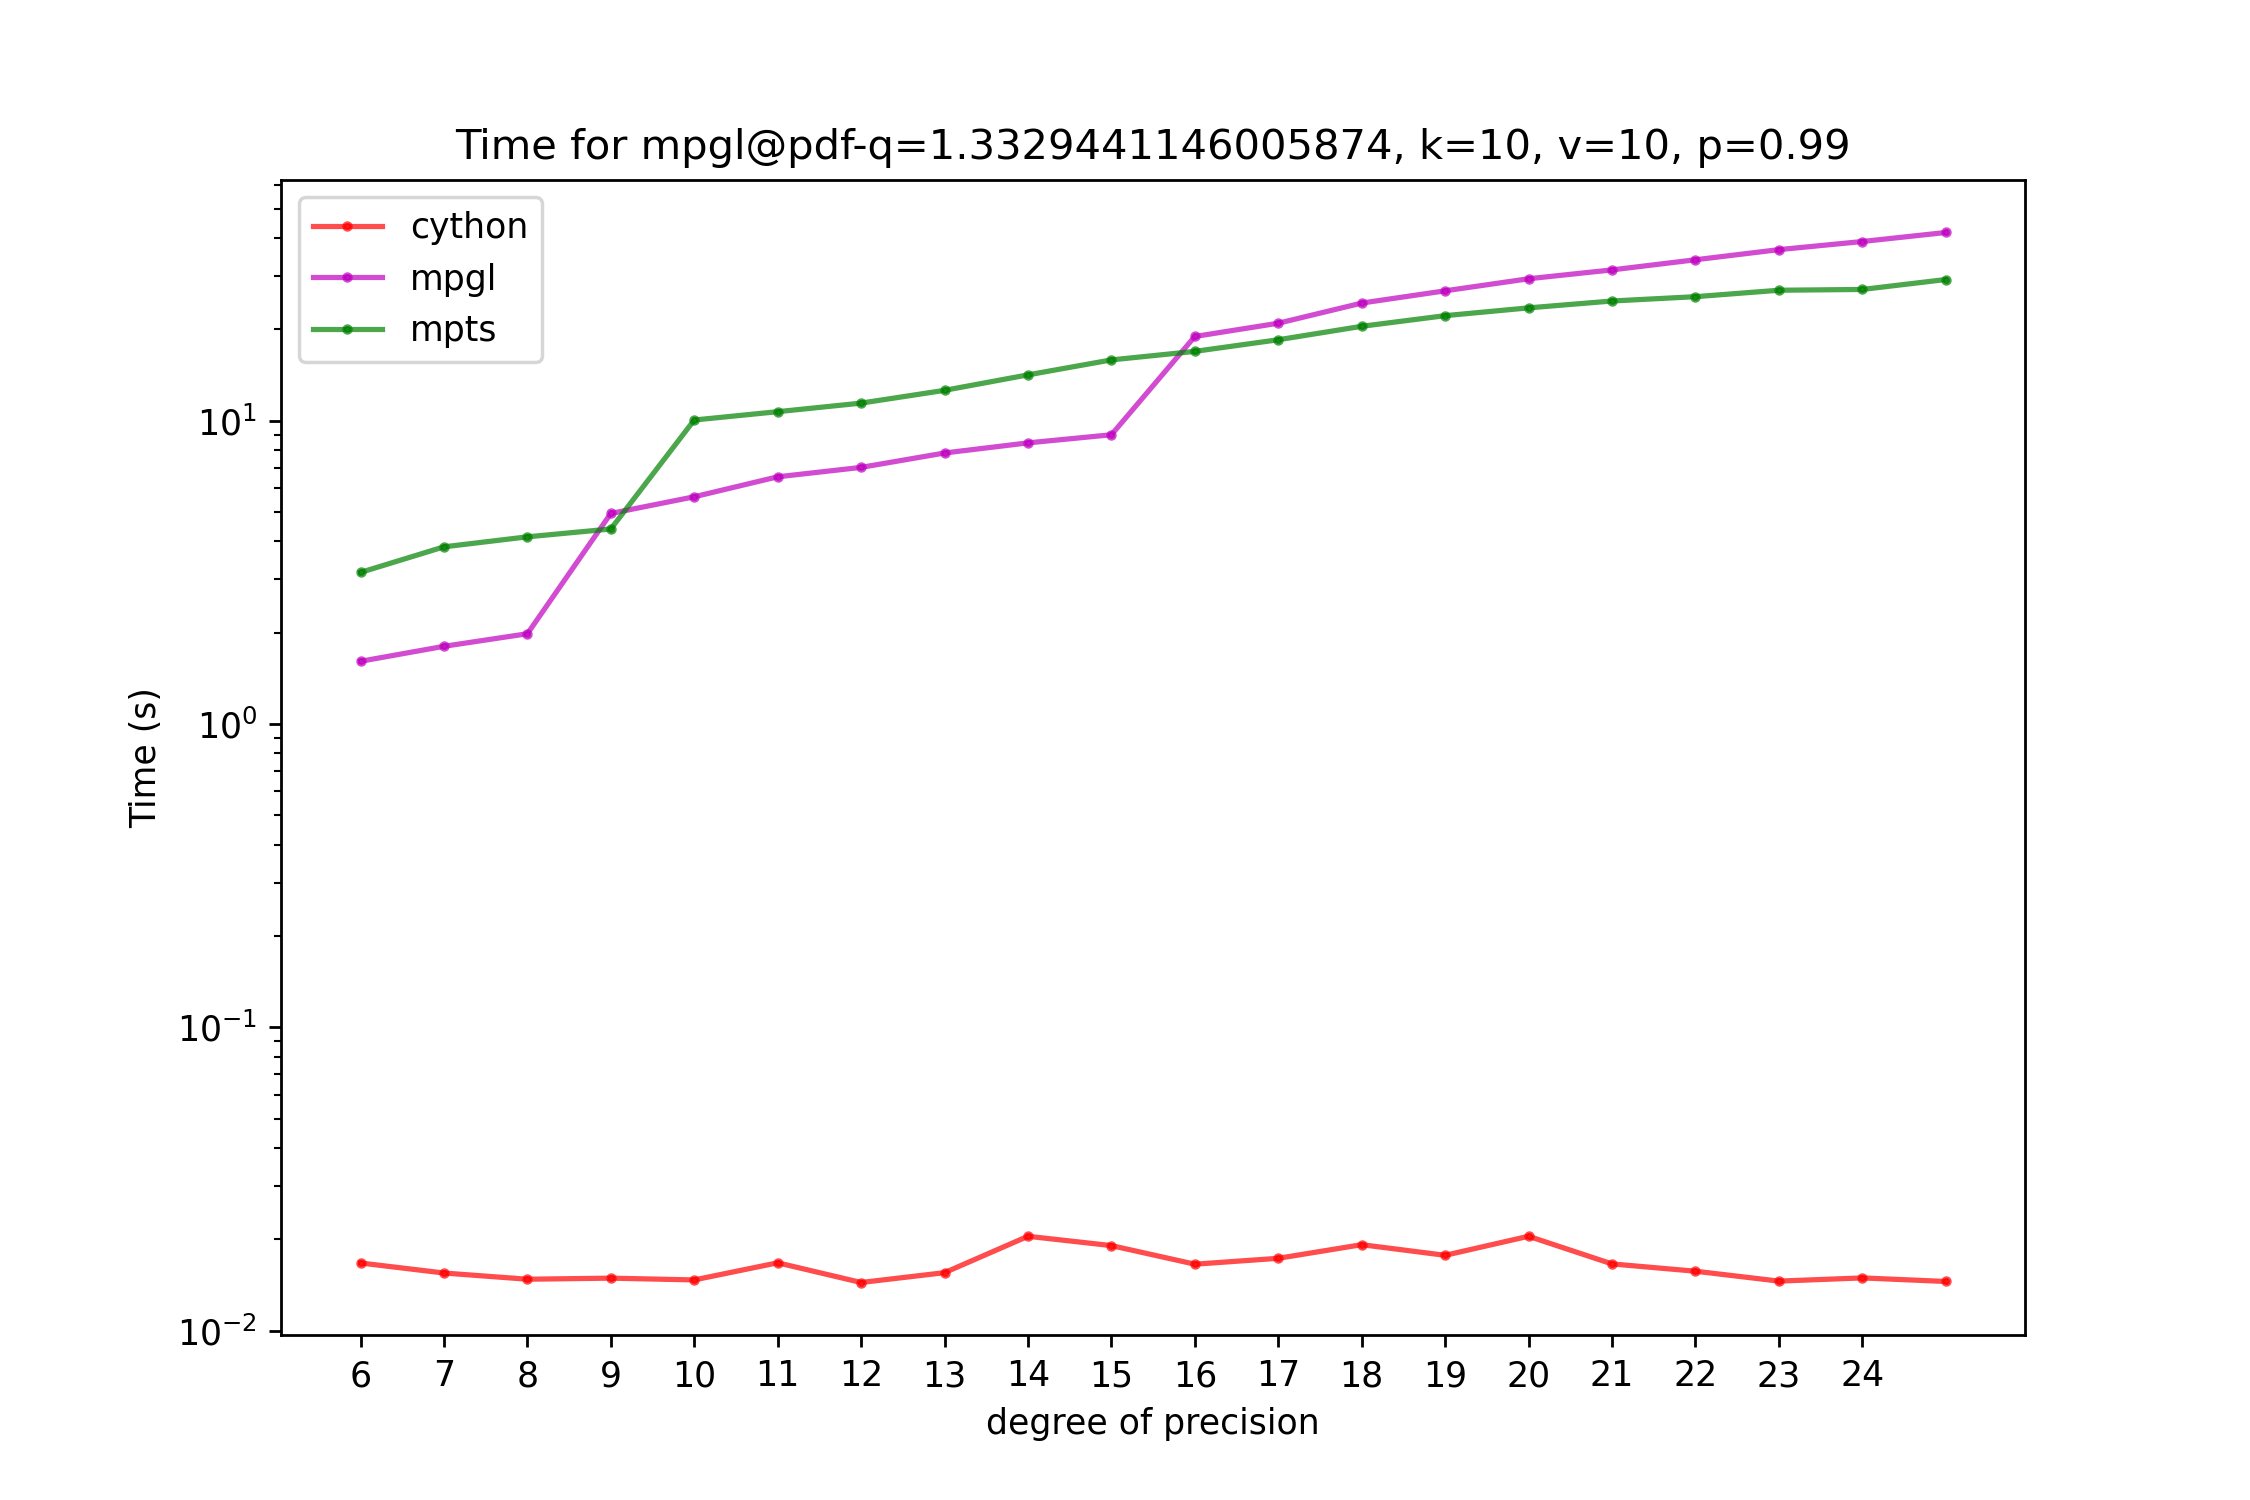 Time for mpgl@pdf-q=1.3329441146005874, k=10, v=10, p=0.99
cython
mpgl
mpts
10¹
10⁰
10⁻¹
10⁻²
Time (s)
6 7 8 9 10 11 12 13 14 15 16 17 18 19 20 21 22 23 24
degree of precision